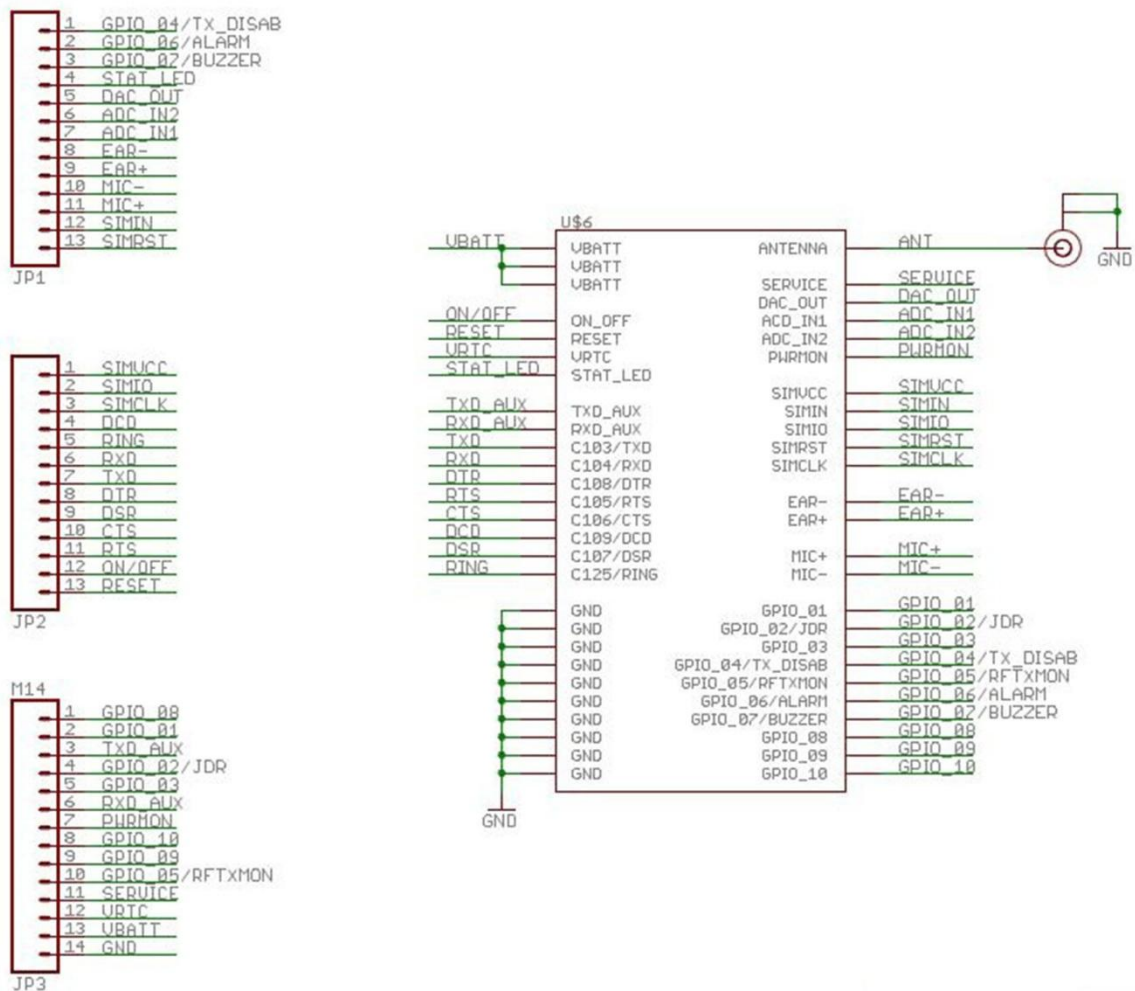 1 GPIO_04/TX_DISAB
2 GPIO_06/ALARM
3 GPIO_07/BUZZER
4 STAT_LED
5 DAC_OUT
6 ADC_IN2
7 ADC_IN1
8 EAR-
9 EAR+
10 MIC-
11 MIC+
12 SIMIN
13 SIMRST
JP1
1 SIMVCC
2 SIMIO
3 SIMCLK
4 DCD
5 RING
6 RXD
7 TXD
8 DTR
9 DSR
10 CTS
11 RTS
12 ON/OFF
13 RESET
JP2
M14
1 GPIO_08
2 GPIO_01
3 TXD_AUX
4 GPIO_02/JDR
5 GPIO_03
6 RXD_AUX
7 PWRMON
8 GPIO_10
9 GPIO_09
10 GPIO_05/RFTXMON
11 SERVICE
12 VRTC
13 VBATT
14 GND
JP3
U$6
VBATT VBATT ANTENNA ANT
VBATT
GND
VBATT SERVICE SERVICE
DAC_OUT DAC_OUT
ON/OFF ON_OFF ACD_IN1 ADC_IN1
RESET RESET ADC_IN2 ADC_IN2
VRTC VRTC PWRMON PWRMON
STAT_LED STAT_LED
SIMVCC SIMVCC
TXD_AUX TXD_AUX SIMIN SIMIN
RXD_AUX RXD_AUX SIMIO SIMIO
TXD C103/TXD SIMRST SIMRST
RXD C104/RXD SIMCLK SIMCLK
DTR C108/DTR
RTS C105/RTS EAR- EAR-
CTS C106/CTS EAR+ EAR+
DCD C109/DCD
DSR C107/DSR MIC+ MIC+
RING C125/RING MIC- MIC-
GND GPIO_01 GPIO_01
GND GPIO_02/JDR GPIO_02/JDR
GND GPIO_03 GPIO_03
GND GPIO_04/TX_DISAB GPIO_04/TX_DISAB
GND GPIO_05/RFTXMON GPIO_05/RFTXMON
GND GPIO_06/ALARM GPIO_06/ALARM
GND GPIO_07/BUZZER GPIO_07/BUZZER
GND GPIO_08 GPIO_08
GND GPIO_09 GPIO_09
GND GPIO_10 GPIO_10
GND